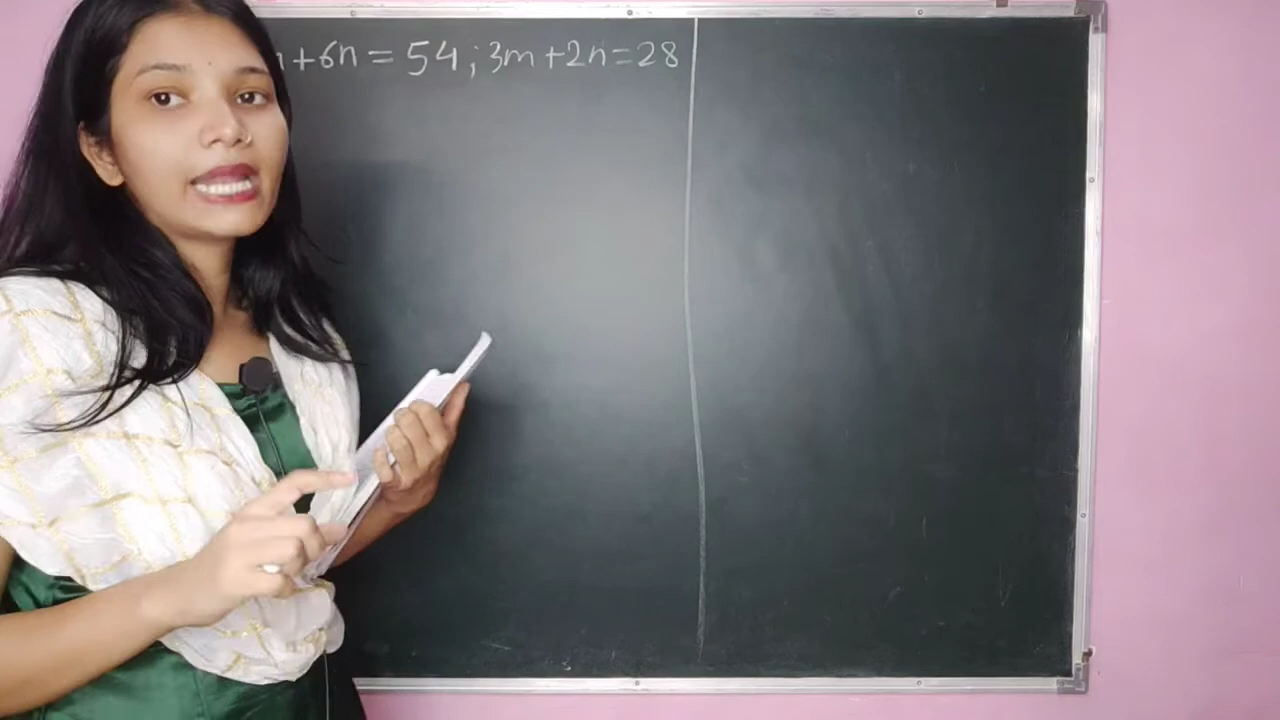 +6n = 54 ; 3m +2n = 28